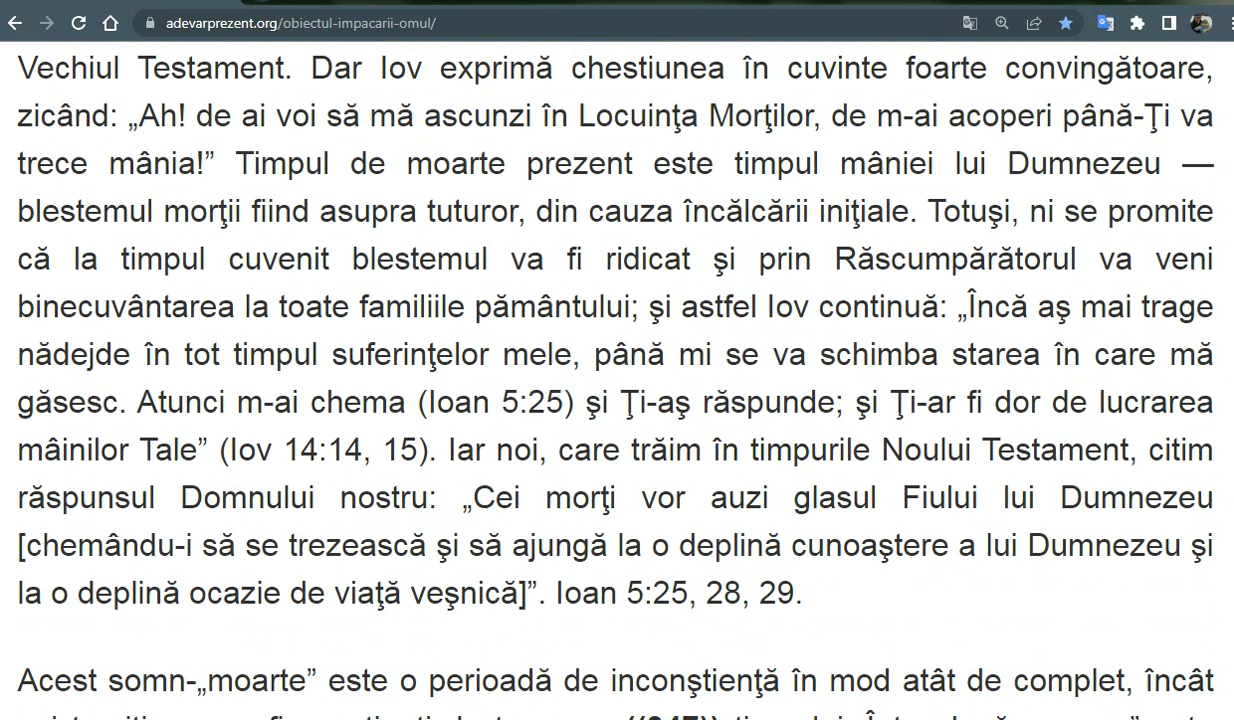 adevarprezent.org/obiectul-impacarii-omul/
Vechiul Testament. Dar Iov exprimă chestiunea în cuvinte foarte convingătoare,
zicând: „Ah! de ai voi să mă ascunzi în Locuinţa Morţilor, de m-ai acoperi până-Ţi va
trece mânia!” Timpul de moarte prezent este timpul mâniei lui Dumnezeu —
blestemul morţii fiind asupra tuturor, din cauza încălcării iniţiale. Totuşi, ni se promite
că la timpul cuvenit blestemul va fi ridicat şi prin Răscumpărătorul va veni
binecuvântarea la toate familiile pământului; şi astfel Iov continuă: „Încă aş mai trage
nădejde în tot timpul suferinţelor mele, până mi se va schimba starea în care mă
găsesc. Atunci m-ai chema (Ioan 5:25) şi Ţi-aş răspunde; şi Ţi-ar fi dor de lucrarea
mâinilor Tale” (Iov 14:14, 15). Iar noi, care trăim în timpurile Noului Testament, citim
răspunsul Domnului nostru: „Cei morţi vor auzi glasul Fiului lui Dumnezeu
[chemându-i să se trezească şi să ajungă la o deplină cunoaştere a lui Dumnezeu şi
la o deplină ocazie de viaţă veşnică]”. Ioan 5:25, 28, 29.
Acest somn-„moarte” este o perioadă de inconştienţă în mod atât de complet, încât